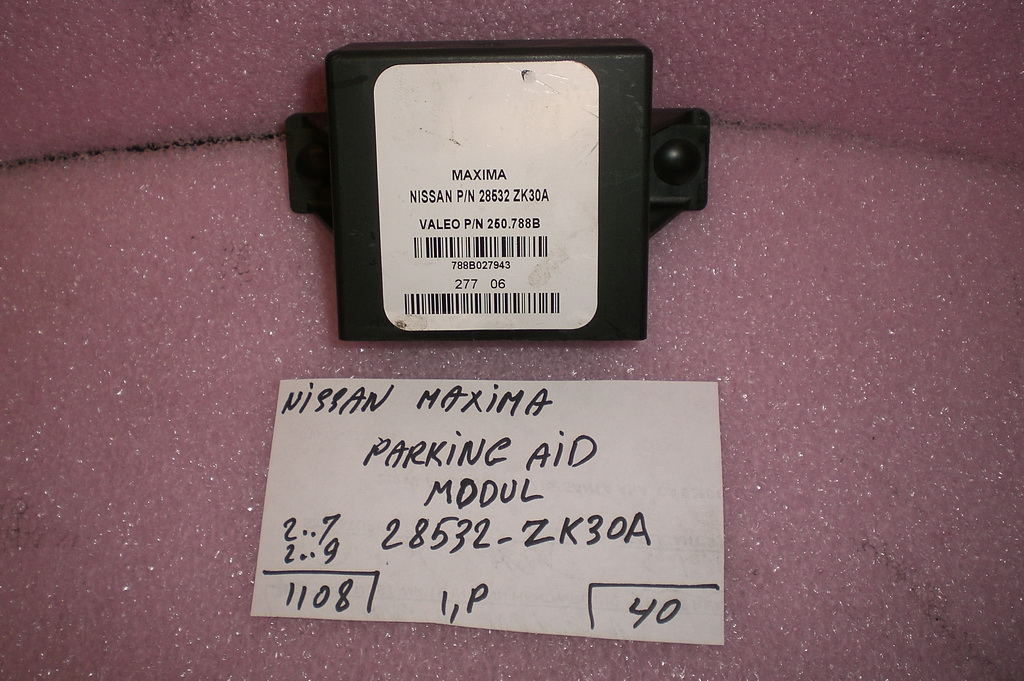 MAXIMA
NISSAN P/N 28532 ZK30A
VALEO P/N 250.788B
788B027943
277 06
NiSSAN MAXiMA
PARKiNG AiD
MODUL
2..7
2..9
28532-ZK30A
1108
1,P
40